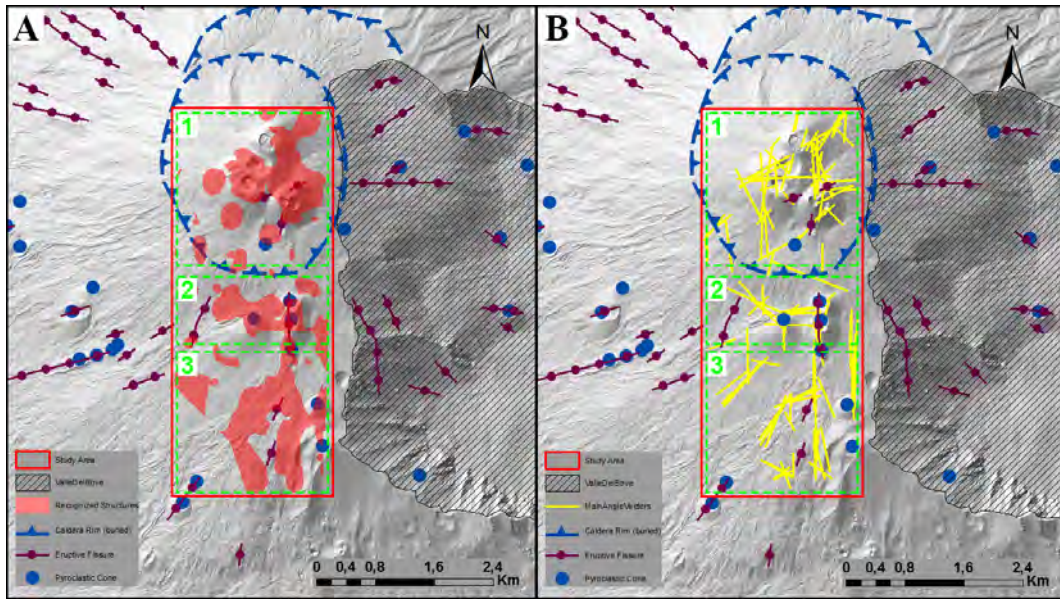 A
N
1
2
3
Study Area
ValleDelBove
Recognized Structures
Caldera Rim (buried)
Eruptive Fissure
Pyroclastic Cone
0 0,4 0,8 1,6 2,4
Km
B
N
1
2
3
Study Area
ValleDelBove
MainAngleValders
Caldera Rim (buried)
Eruptive Fissure
Pyroclastic Cone
0 0,4 0,8 1,6 2,4
Km